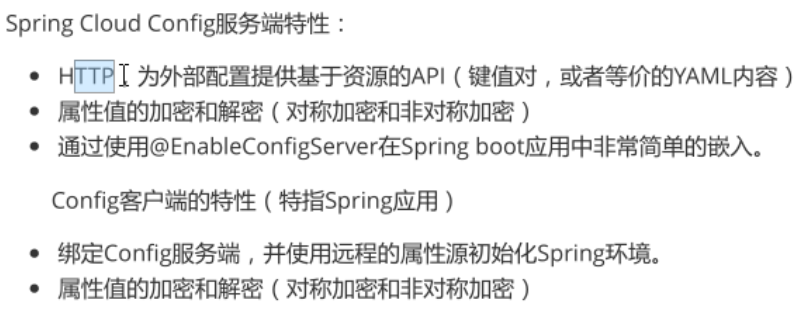 Spring Cloud Config服务端特性：
• HTTP，为外部配置提供基于资源的API（键值对，或者等价的YAML内容）
• 属性值的加密和解密（对称加密和非对称加密）
• 通过使用@EnableConfigServer在Spring boot应用中非常简单的嵌入。
Config客户端的特性（特指Spring应用）
• 绑定Config服务端，并使用远程的属性源初始化Spring环境。
• 属性值的加密和解密（对称加密和非对称加密）